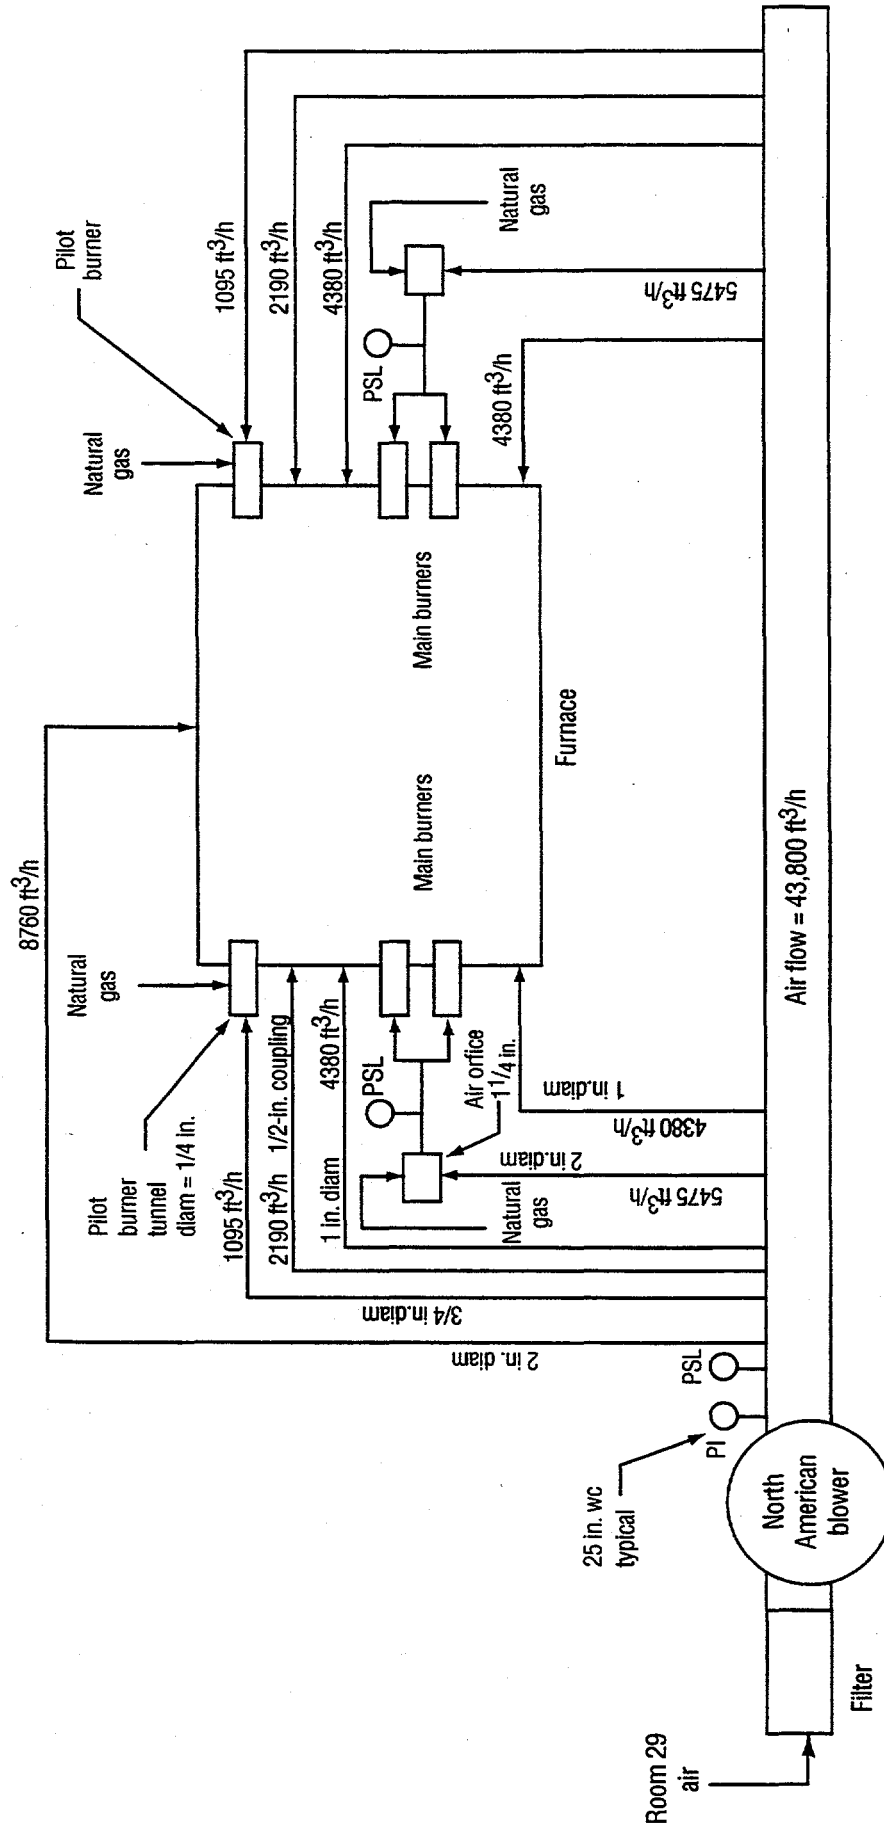 8760 ft³/h
Natural
gas
Pilot
burner
tunnel
diam = 1/4 in.
1095 ft³/h
2190 ft³/h 1/2-in. coupling
1 in. diam 4380 ft³/h
PSL
Air orfice
1 1/4 in.
Natural
gas
3/4 in.diam
2 in. diam
2 in.diam
5475 ft³/h
1 in.diam
4380 ft³/h
Main burners
Main burners
Furnace
Natural
gas
Pilot
burner
1095 ft³/h
2190 ft³/h
4380 ft³/h
PSL
Natural
gas
4380 ft³/h
5475 ft³/h
25 in. wc
typical
PI
PSL
North
American
blower
Air flow = 43,800 ft³/h
Room 29
air
Filter